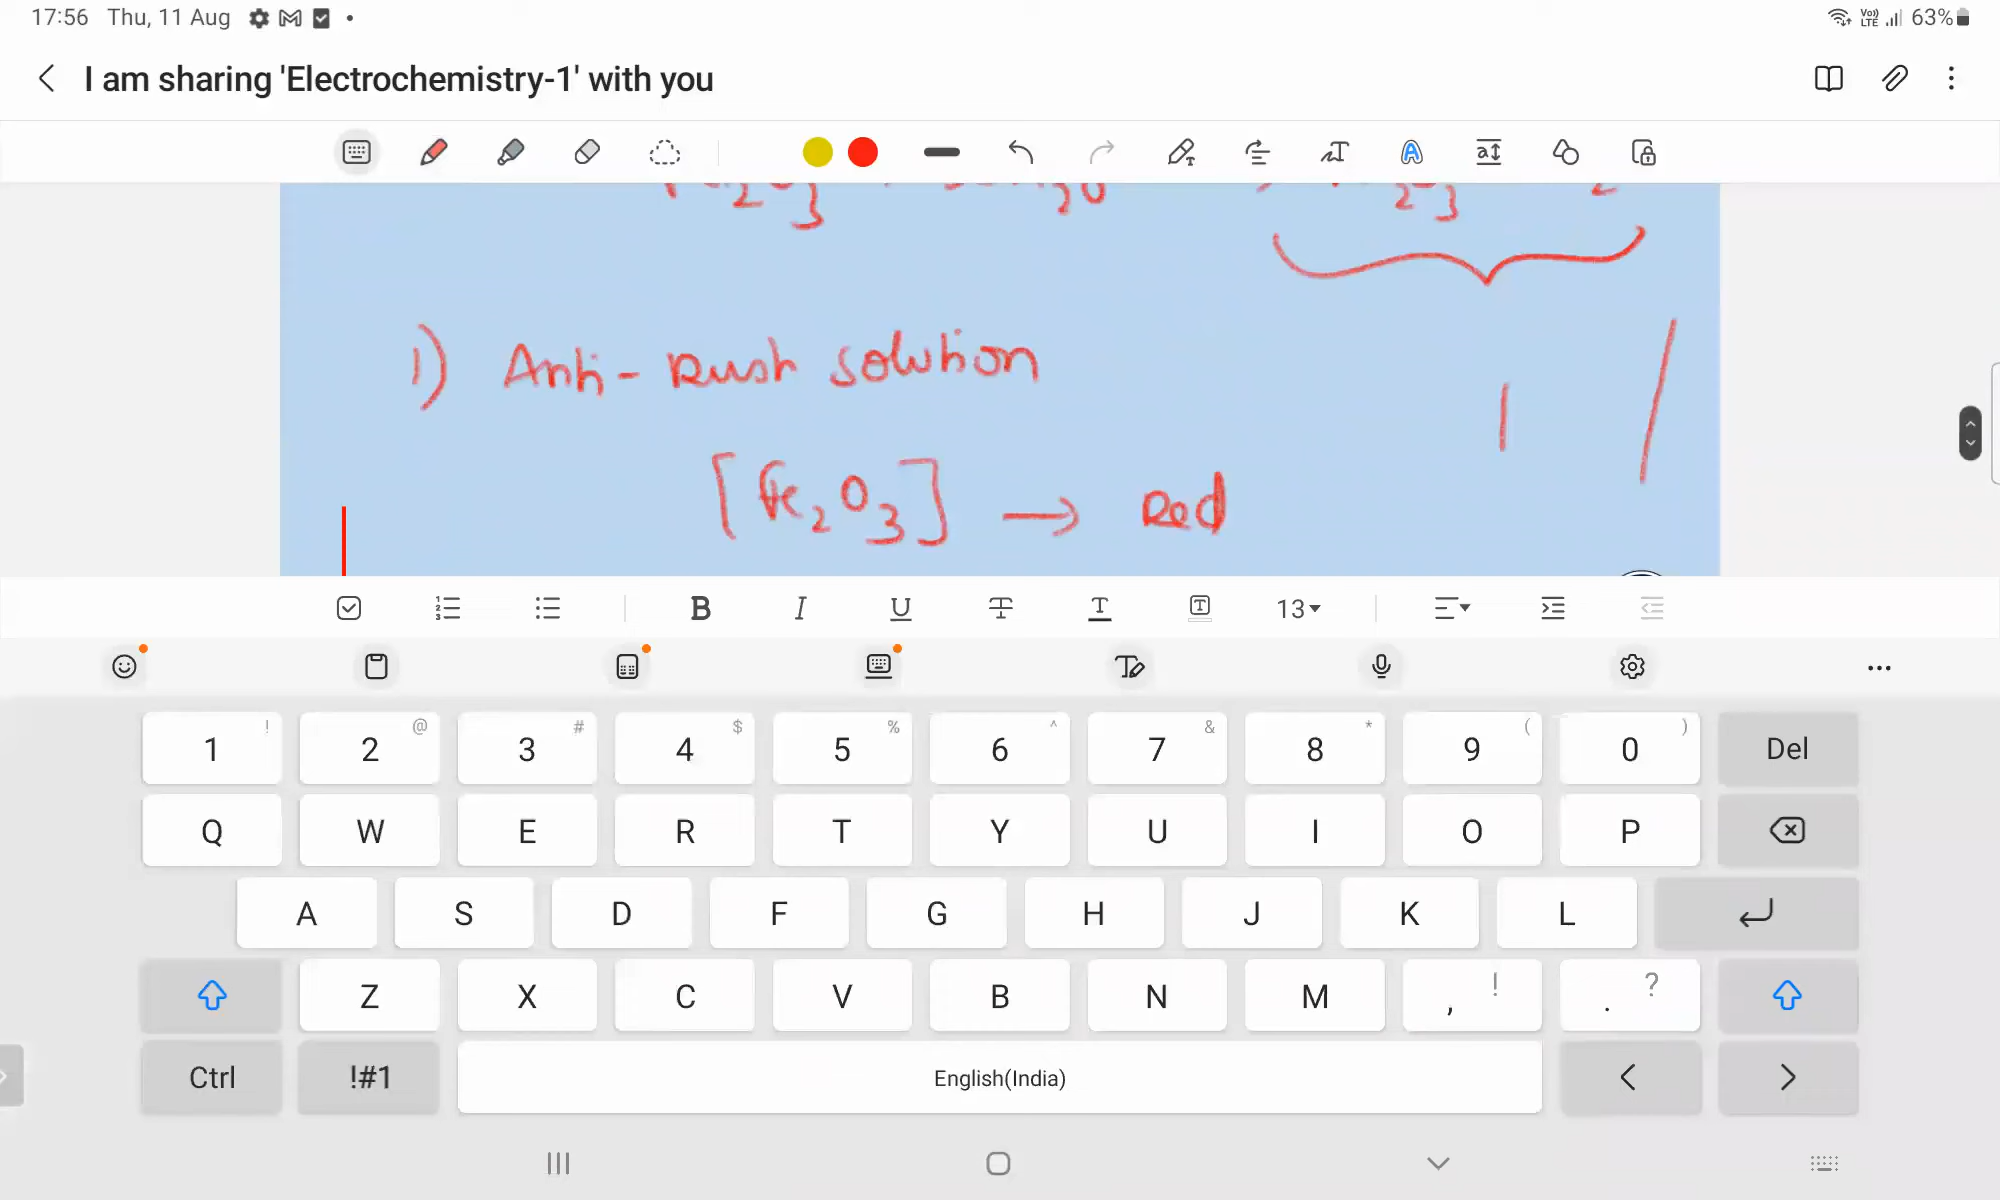 17:56 Thu, 11 Aug 63%
I am sharing 'Electrochemistry-1' with you
1) Anti-Rush solution
[Fe2O3] → Red
B I U T T T 13
1 ! 2 @ 3 # 4 $ 5 % 6 ^ 7 & 8 * 9 ( 0 ) Del
Q W E R T Y U I O P
A S D F G H J K L
Z X C V B N M , ! . ?
Ctrl !#1 English(India) < >